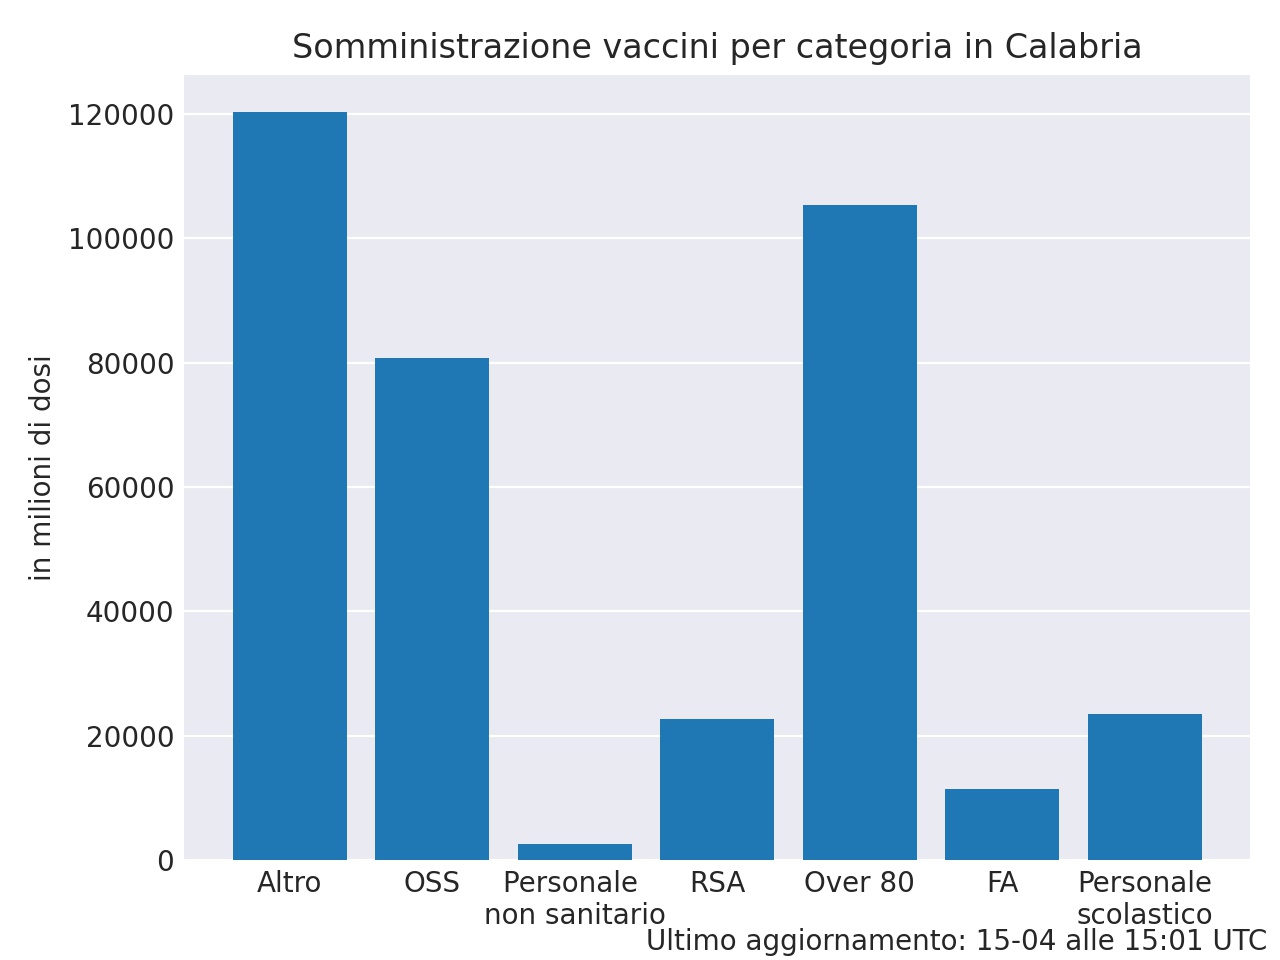 Somministrazione vaccini per categoria in Calabria
in milioni di dosi
120000
100000
80000
60000
40000
20000
0
Altro OSS Personale RSA Over 80 FA Personale
non sanitario scolastico
Ultimo aggiornamento: 15-04 alle 15:01 UTC